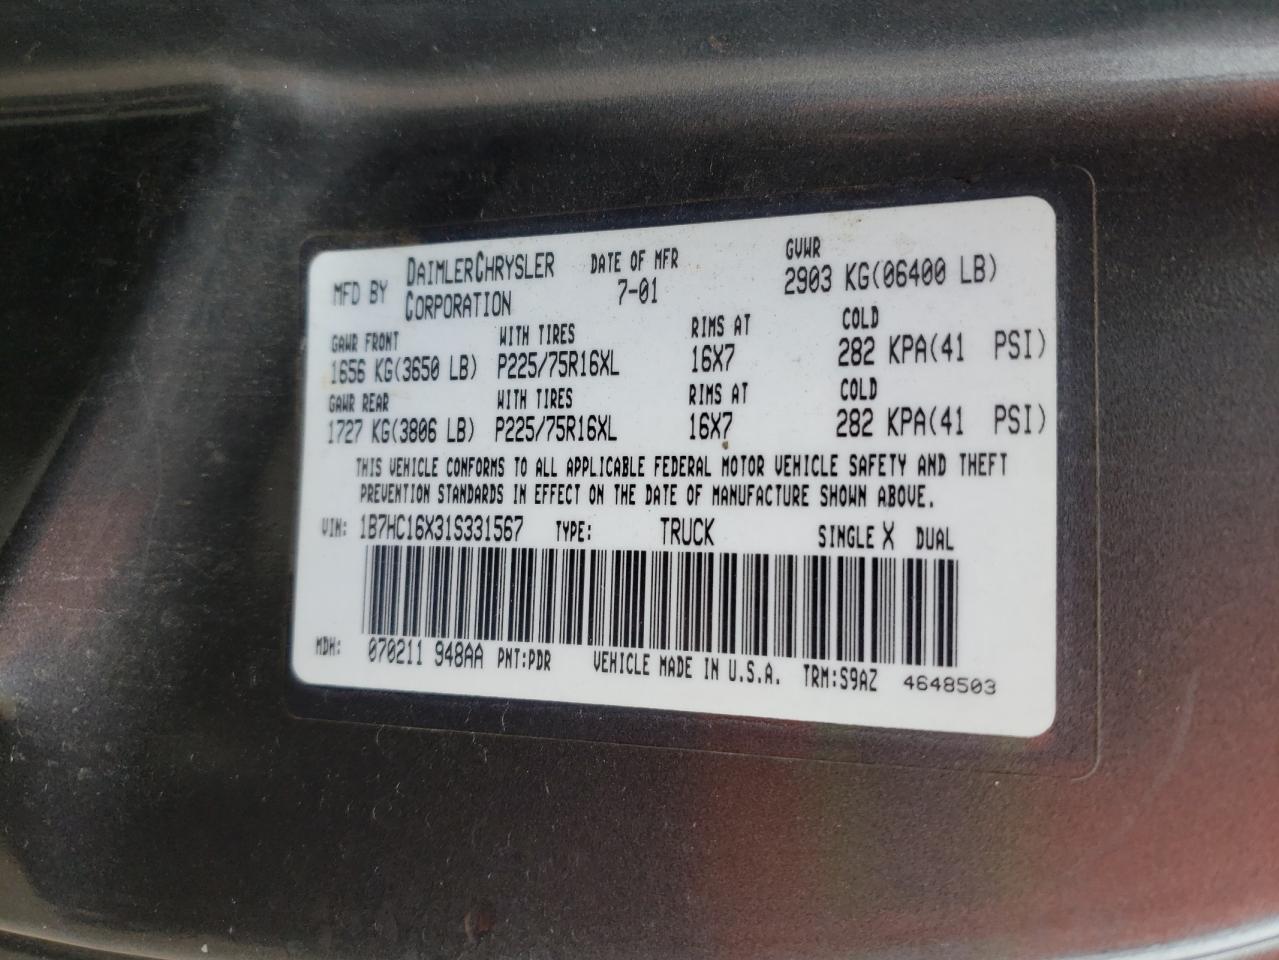 MFD BY DAIMLERCHRYSLER CORPORATION DATE OF MFR 7-01 GVWR 2903 KG(06400 LB)
GAWR FRONT WITH TIRES RIMS AT COLD
1656 KG(3650 LB) P225/75R16XL 16X7 282 KPA(41 PSI)
GAWR REAR WITH TIRES RIMS AT COLD
1727 KG(3806 LB) P225/75R16XL 16X7 282 KPA(41 PSI)
THIS VEHICLE CONFORMS TO ALL APPLICABLE FEDERAL MOTOR VEHICLE SAFETY AND THEFT
PREVENTION STANDARDS IN EFFECT ON THE DATE OF MANUFACTURE SHOWN ABOVE.
VIN: 1B7HC16X31S331567 TYPE: TRUCK SINGLE X DUAL
MDH: 070211 948AA PNT:PDR VEHICLE MADE IN U.S.A. TRM:S9AZ 4648503